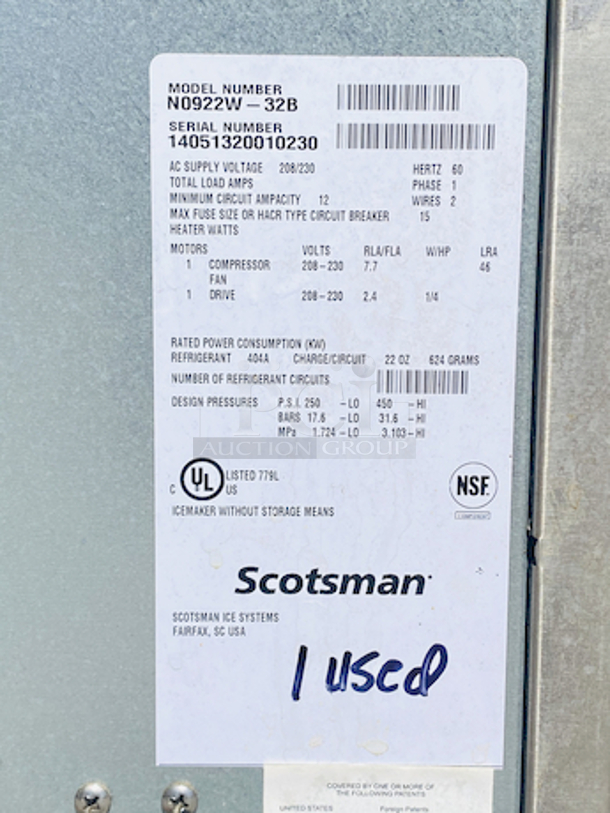 MODEL NUMBER
N0922W – 32B
SERIAL NUMBER
14051320010230
AC SUPPLY VOLTAGE 208/230 HERTZ 60
TOTAL LOAD AMPS PHASE 1
MINIMUM CIRCUIT AMPACITY 12 WIRES 2
MAX FUSE SIZE OR HACR TYPE CIRCUIT BREAKER 15
HEATER WATTS
MOTORS VOLTS RLA/FLA W/HP LRA
1 COMPRESSOR 208-230 7.7 46
FAN
1 DRIVE 208-230 2.4 1/4
RATED POWER CONSUMPTION (KW)
REFRIGERANT 404A CHARGE/CIRCUIT 22 OZ 624 GRAMS
NUMBER OF REFRIGERANT CIRCUITS
DESIGN PRESSURES P.S.I. 250 –LO 450 –HI
BARS 17.6 –LO 31.6 –HI
MPa 1.724 –LO 3.103–HI
PCI
AUCTION GROUP
C UL US LISTED 779L
NSF
COMPONENT
ICEMAKER WITHOUT STORAGE MEANS
Scotsman
SCOTSMAN ICE SYSTEMS
FAIRFAX, SC USA
1 used
COVERED BY ONE OR MORE OF
THE FOLLOWING PATENTS
UNITED STATES Foreign Patents